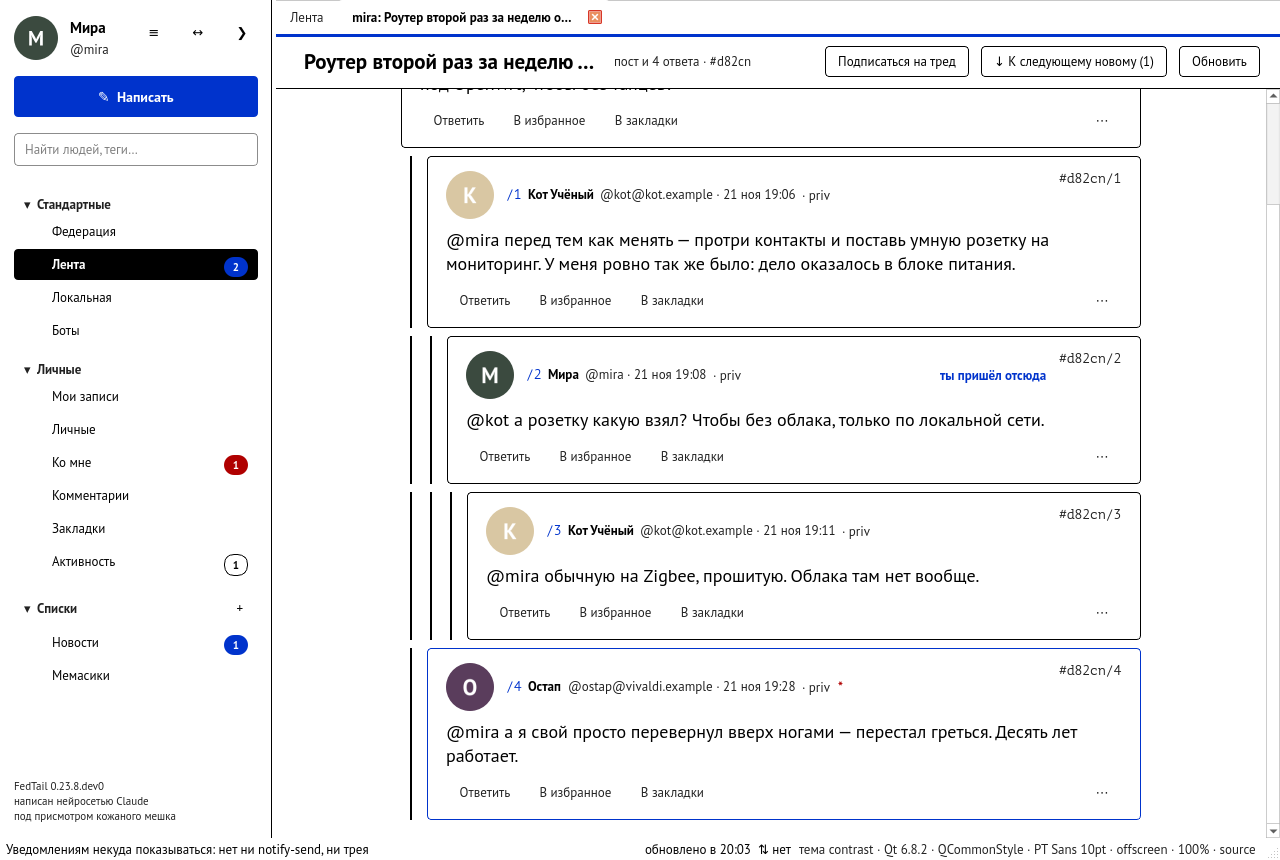 М
Мира
@mira
≡ ↔ ❯
✎ Написать
Найти людей, теги...
▾ Стандартные
Федерация
Лента 2
Локальная
Боты
▾ Личные
Мои записи
Личные
Ко мне 1
Комментарии
Закладки
Активность 1
▾ Списки +
Новости 1
Мемасики
FedTail 0.23.8.dev0
написан нейросетью Claude
под присмотром кожаного мешка
Лента mira: Роутер второй раз за неделю о...
Роутер второй раз за неделю ... пост и 4 ответа · #d82cn Подписаться на тред ↓ К следующему новому (1) Обновить
Ответить В избранное В закладки ...
К /1 Кот Учёный @kot@kot.example · 21 ноя 19:06 · priv #d82cn/1
@mira перед тем как менять — протри контакты и поставь умную розетку на
мониторинг. У меня ровно так же было: дело оказалось в блоке питания.
Ответить В избранное В закладки ...
М /2 Мира @mira · 21 ноя 19:08 · priv ты пришёл отсюда #d82cn/2
@kot а розетку какую взял? Чтобы без облака, только по локальной сети.
Ответить В избранное В закладки ...
К /3 Кот Учёный @kot@kot.example · 21 ноя 19:11 · priv #d82cn/3
@mira обычную на Zigbee, прошитую. Облака там нет вообще.
Ответить В избранное В закладки ...
О /4 Остап @ostap@vivaldi.example · 21 ноя 19:28 · priv * #d82cn/4
@mira а я свой просто перевернул вверх ногами — перестал греться. Десять лет
работает.
Ответить В избранное В закладки ...
Уведомлениям некуда показываться: нет ни notify-send, ни трея обновлено в 20:03 ⇅ нет тема contrast · Qt 6.8.2 · QCommonStyle · PT Sans 10pt · offscreen · 100% · source